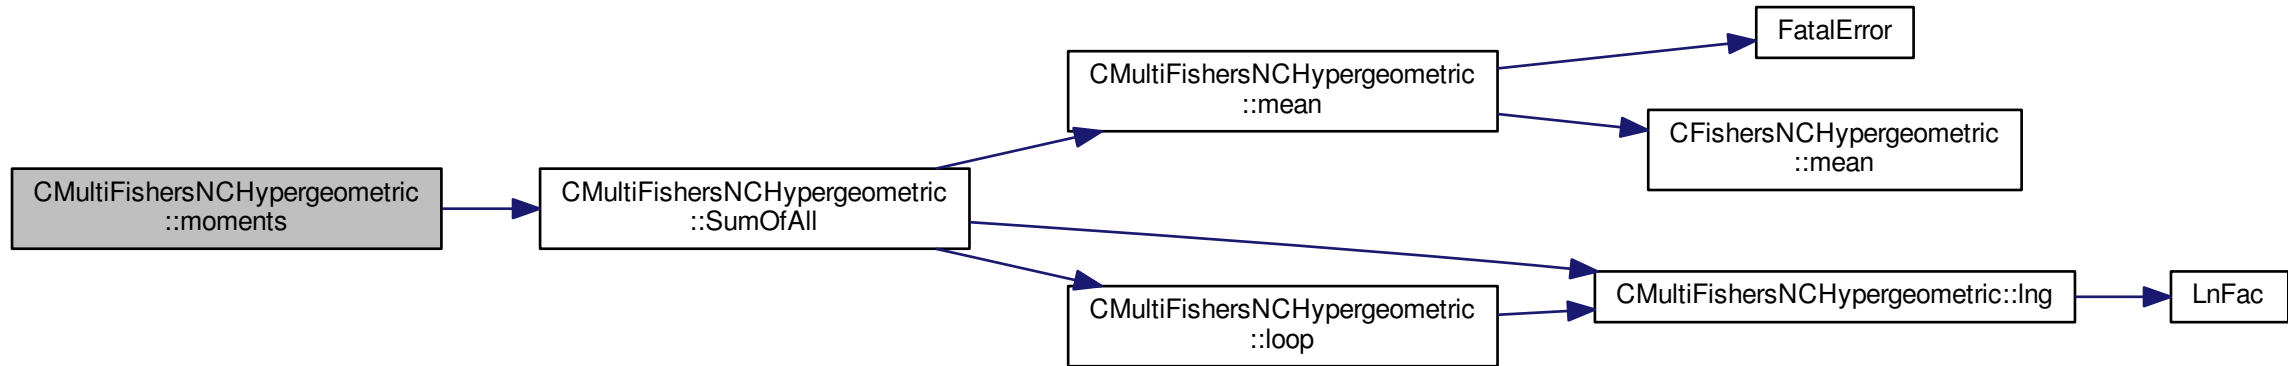 CMultiFishersNCHypergeometric
::moments
CMultiFishersNCHypergeometric
::SumOfAll
CMultiFishersNCHypergeometric
::mean
FatalError
CFishersNCHypergeometric
::mean
CMultiFishersNCHypergeometric
::loop
CMultiFishersNCHypergeometric::lng
LnFac